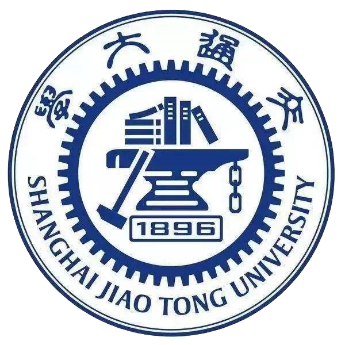 交通大學
1896
SHANGHAI JIAO TONG UNIVERSITY